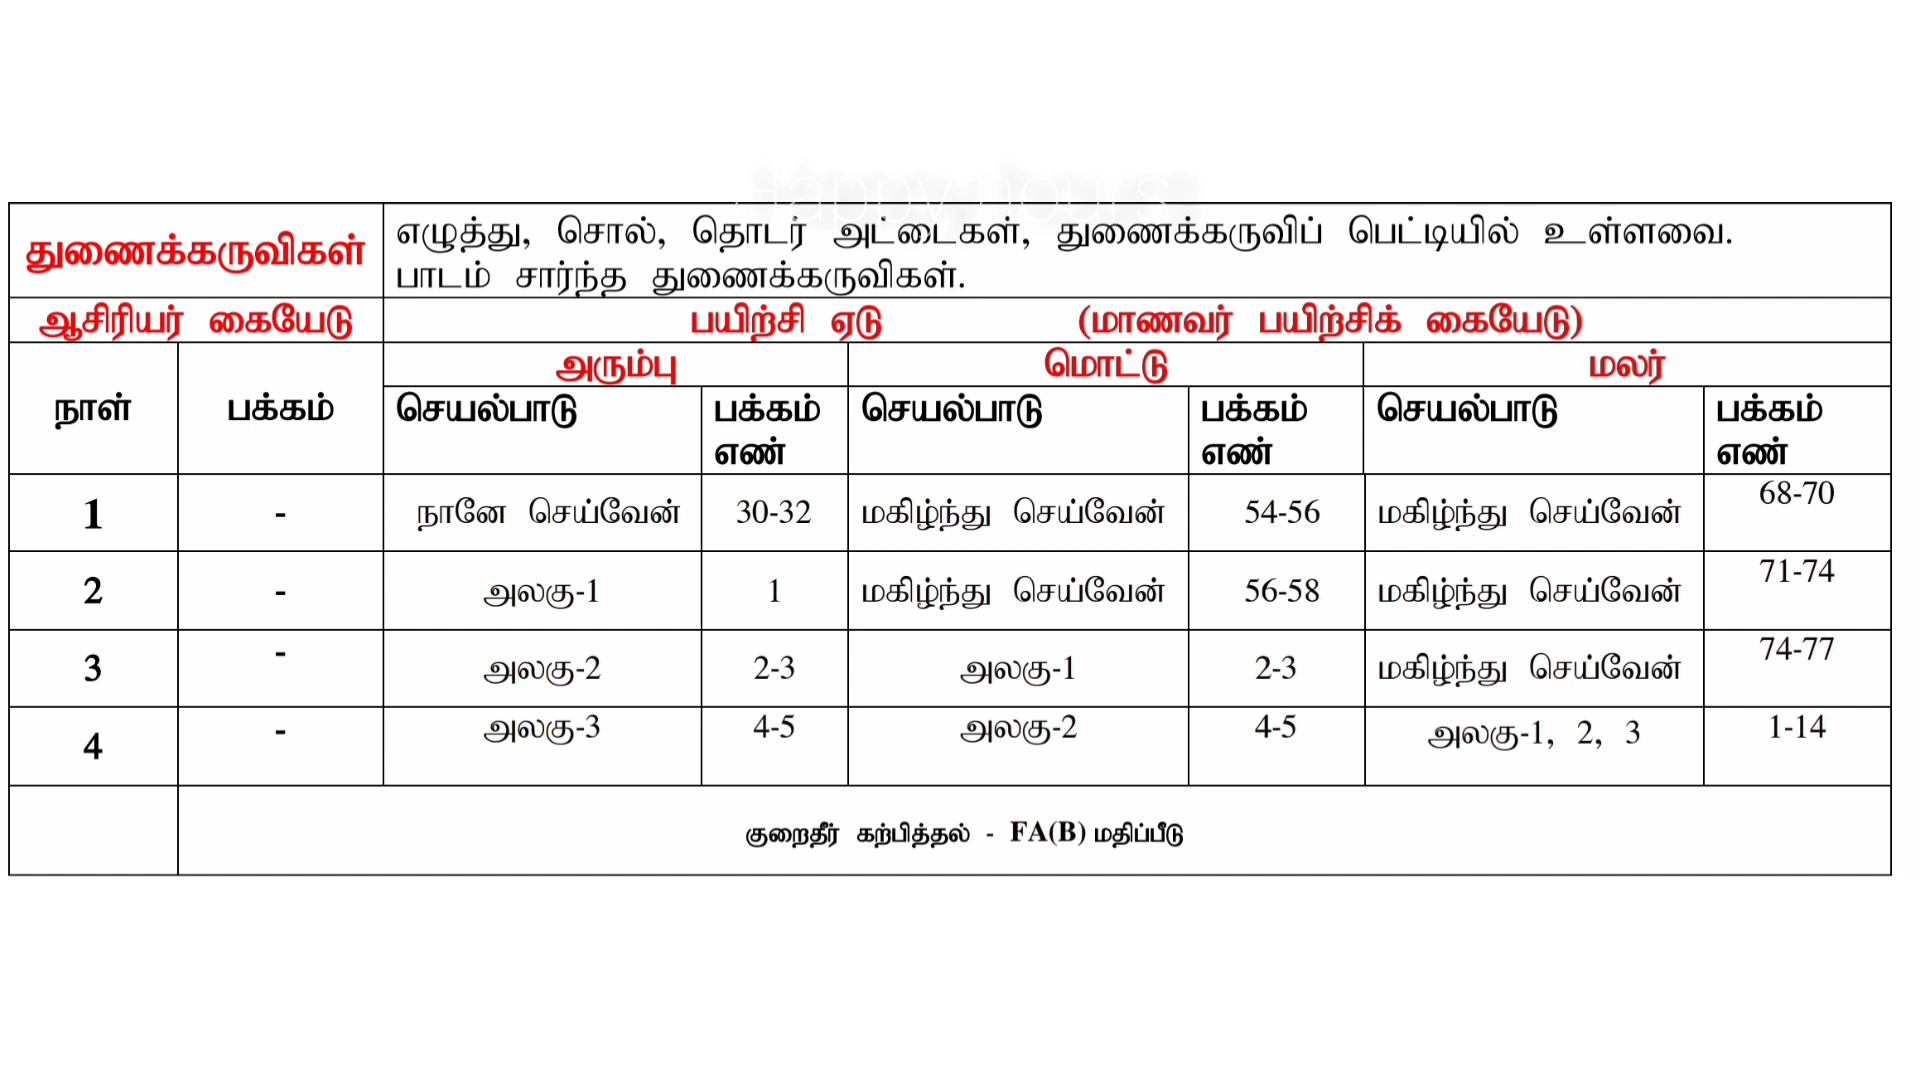 Happy hours
துணைக்கருவிகள் எழுத்து, சொல், தொடர் அட்டைகள், துணைக்கருவிப் பெட்டியில் உள்ளவை.
பாடம் சார்ந்த துணைக்கருவிகள்.
ஆசிரியர் கையேடு பயிற்சி ஏடு (மாணவர் பயிற்சிக் கையேடு)
அரும்பு மொட்டு மலர்
நாள் பக்கம் செயல்பாடு பக்கம் செயல்பாடு பக்கம் செயல்பாடு பக்கம்
எண் எண் எண்
1 - நானே செய்வேன் 30-32 மகிழ்ந்து செய்வேன் 54-56 மகிழ்ந்து செய்வேன் 68-70
2 - அலகு-1 1 மகிழ்ந்து செய்வேன் 56-58 மகிழ்ந்து செய்வேன் 71-74
3 - அலகு-2 2-3 அலகு-1 2-3 மகிழ்ந்து செய்வேன் 74-77
4 - அலகு-3 4-5 அலகு-2 4-5 அலகு-1, 2, 3 1-14
குறைதீர் கற்பித்தல் - FA(B) மதிப்பீடு